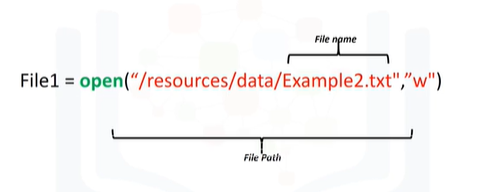 File name
File1 = open(“/resources/data/Example2.txt",”w")
File Path